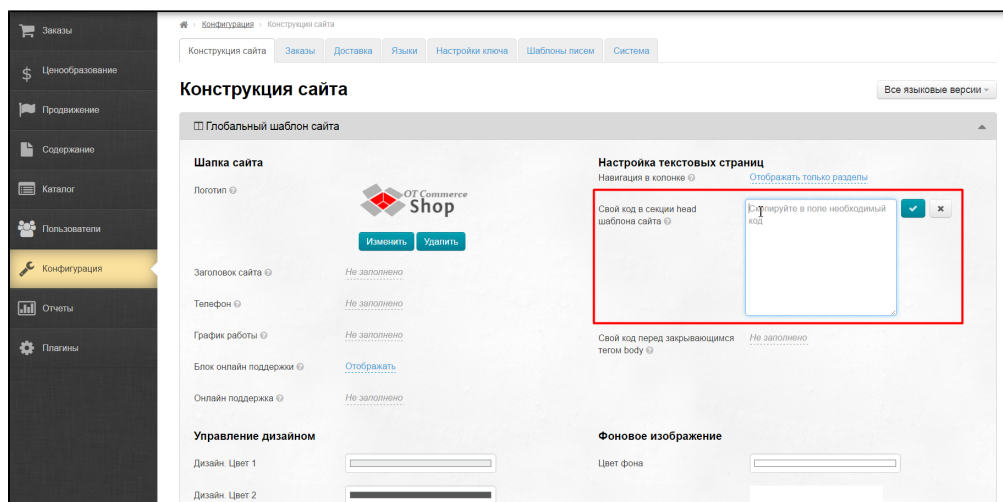 Заказы
Ценообразование
Продвижение
Содержание
Каталог
Пользователи
Конфигурация
Отчеты
Плагины
Конфигурация
Конструкция сайта
Конструкция сайта
Заказы
Доставка
Языки
Настройки ключа
Шаблоны писем
Система
Конструкция сайта
Все языковые версии
Глобальный шаблон сайта
Шапка сайта
Логотип
OT Commerce
Shop
Изменить
Удалить
Заголовок сайта
Не заполнено
Телефон
Не заполнено
График работы
Не заполнено
Блок онлайн поддержки
Отображать
Онлайн поддержка
Не заполнено
Управление дизайном
Дизайн. Цвет 1
Дизайн. Цвет 2
Настройка текстовых страниц
Навигация в колонке
Отображать только разделы
Свой код в секции head
шаблона сайта
Скопируйте в поле необходимый
код
Свой код перед закрывающимся
тегом body
Не заполнено
Фоновое изображение
Цвет фона